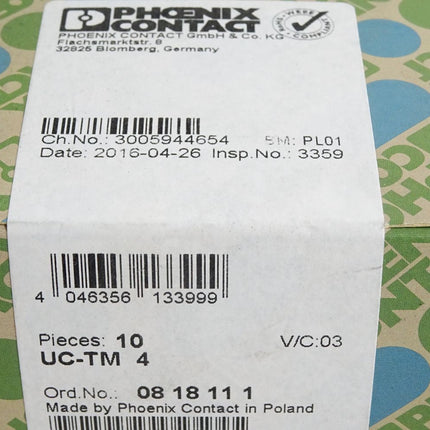 PHOENIX
CONTACT
PHOENIX CONTACT GmbH & Co. KG
Flachsmarktstr. 8
32825 Blomberg, Germany
Ch.No.: 3005944654 BM: PL01
Date: 2016-04-26 Insp.No.: 3359
4 046356 133999
Pieces: 10 V/C:03
UC-TM 4
Ord.No.: 08 18 11 1
Made by Phoenix Contact in Poland